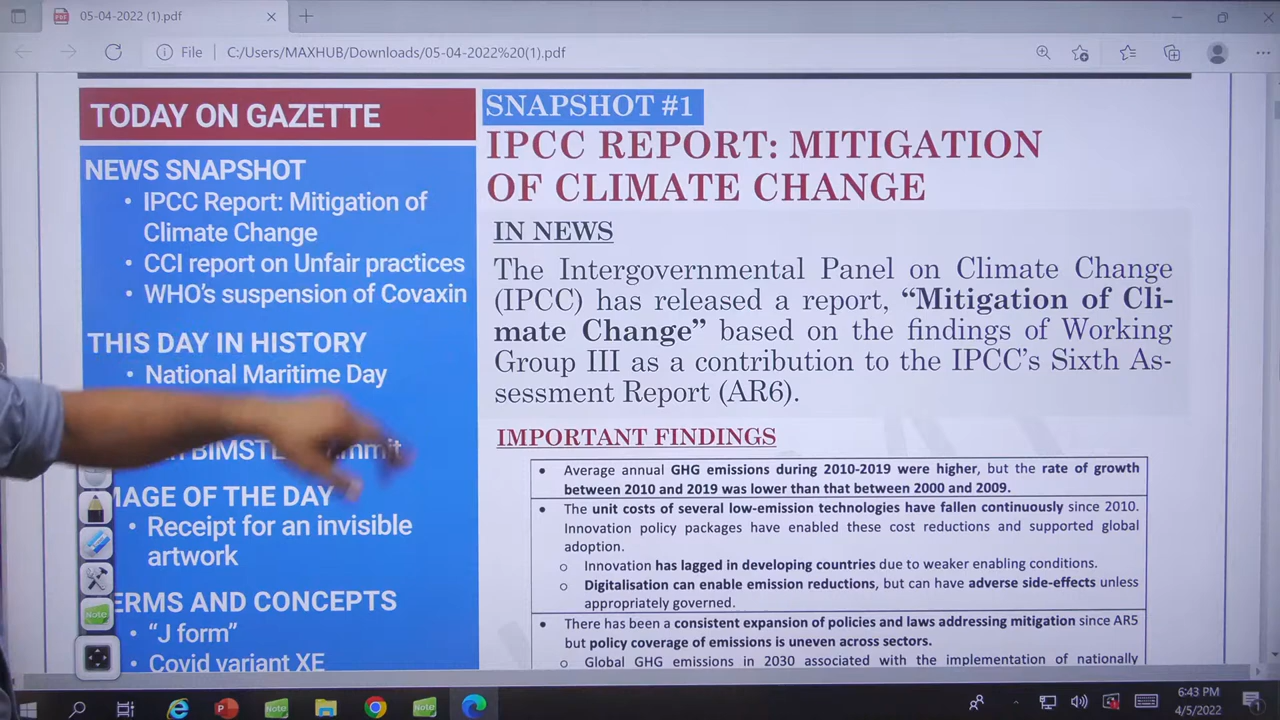 05-04-2022 (1).pdf
File
C:/Users/MAXHUB/Downloads/05-04-2022%20(1).pdf
TODAY ON GAZETTE
NEWS SNAPSHOT
• IPCC Report: Mitigation of
Climate Change
• CCI report on Unfair practices
• WHO's suspension of Covaxin
THIS DAY IN HISTORY
• National Maritime Day
BIMST
MAGE OF THE DAY
• Receipt for an invisible
artwork
ERMS AND CONCEPTS
• “J form”
• Covid variant XE
SNAPSHOT #1
IPCC REPORT: MITIGATION
OF CLIMATE CHANGE
IN NEWS
The Intergovernmental Panel on Climate Change
(IPCC) has released a report, “Mitigation of Cli-
mate Change” based on the findings of Working
Group III as a contribution to the IPCC's Sixth As-
sessment Report (AR6).
IMPORTANT FINDINGS
• Average annual GHG emissions during 2010-2019 were higher, but the rate of growth
between 2010 and 2019 was lower than that between 2000 and 2009.
• The unit costs of several low-emission technologies have fallen continuously since 2010.
Innovation policy packages have enabled these cost reductions and supported global
adoption.
o Innovation has lagged in developing countries due to weaker enabling conditions.
o Digitalisation can enable emission reductions, but can have adverse side-effects unless
appropriately governed.
• There has been a consistent expansion of policies and laws addressing mitigation since AR5
but policy coverage of emissions is uneven across sectors.
o Global GHG emissions in 2030 associated with the implementation of nationally
Note
Note
Note
6:43 PM
4/5/2022